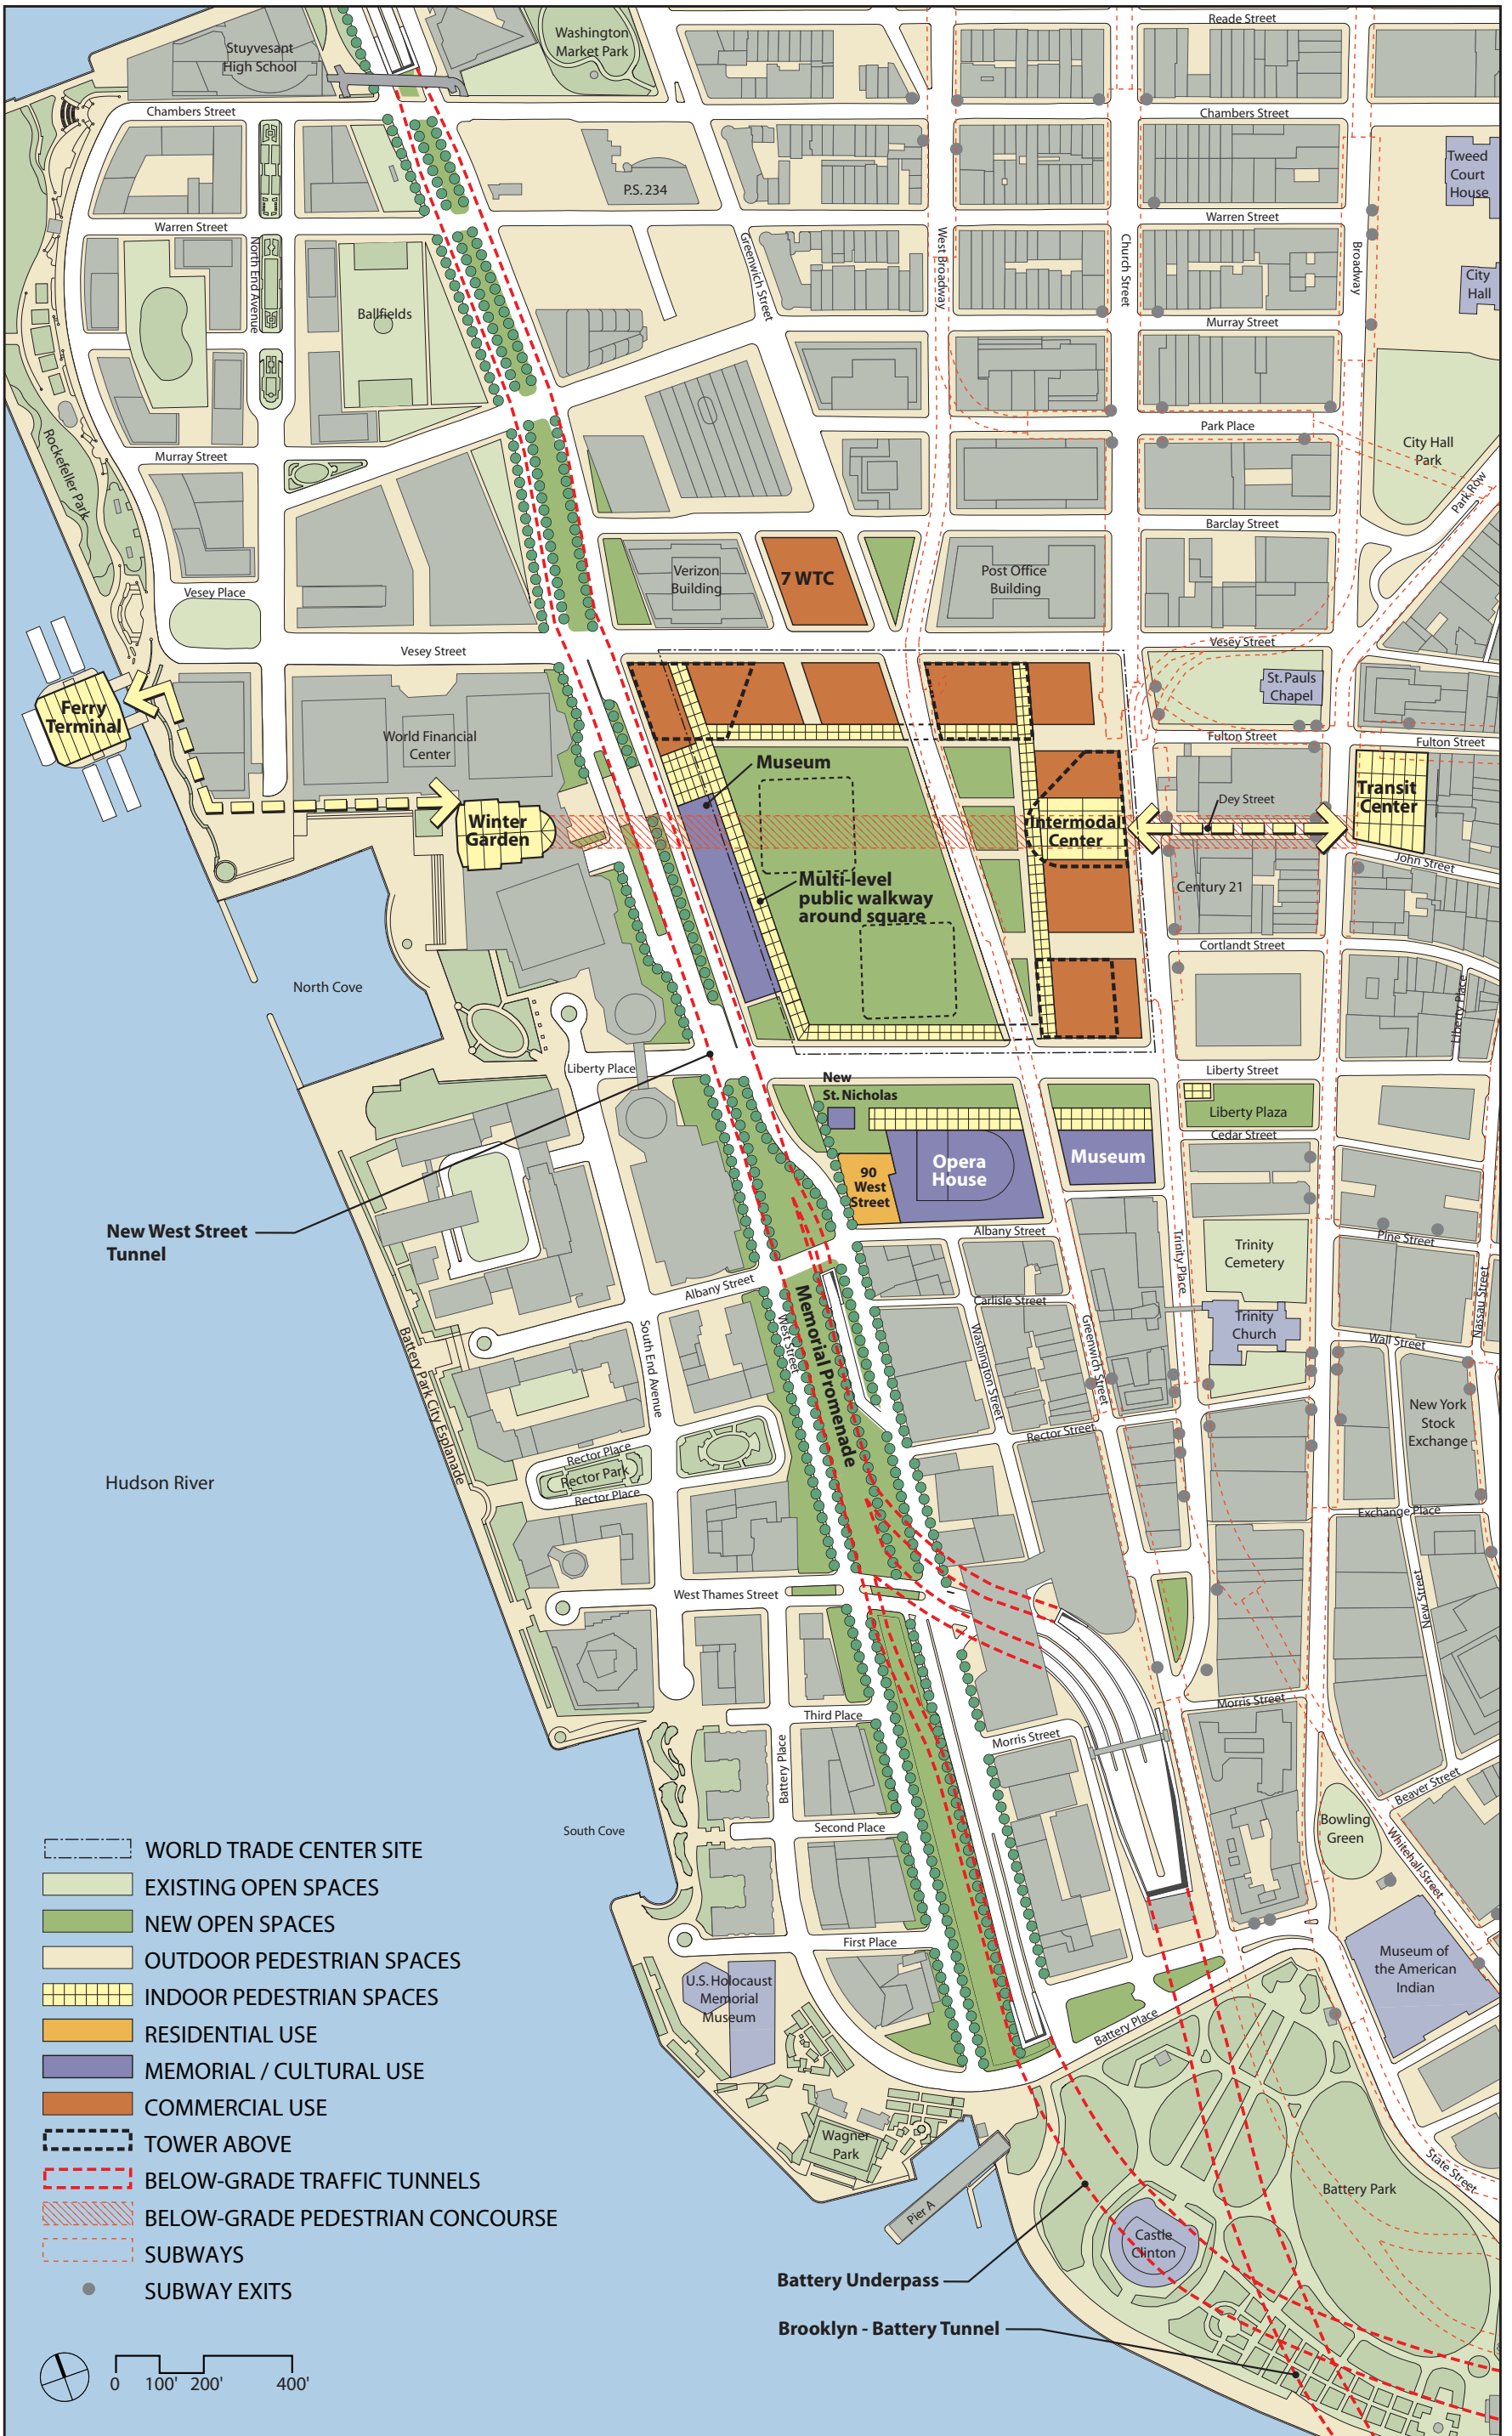 Reade Street
Stuyvesant
High School
Washington
Market Park
Chambers Street
Chambers Street
Tweed
Court
House
P.S. 234
Warren Street
Warren Street
North End Avenue
Greenwich Street
West Broadway
Church Street
Broadway
City
Hall
Ballfields
Murray Street
Park Place
City Hall
Park
Rockefeller Park
Murray Street
Park Row
Barclay Street
Verizon
Building
7 WTC
Post Office
Building
Vesey Place
Vesey Street
Vesey Street
St. Pauls
Chapel
Ferry
Terminal
World Financial
Center
Fulton Street
Fulton Street
Museum
Transit
Center
Dey Street
Winter
Garden
Intermodal
Center
John Street
Multi-level
public walkway
around square
Century 21
Cortlandt Street
North Cove
Liberty Place
Liberty Place
Liberty Street
New
St. Nicholas
Liberty Plaza
Cedar Street
90
West
Street
Opera
House
Museum
New West Street
Tunnel
Albany Street
Trinity Place
Trinity
Cemetery
Pine Street
Albany Street
Carlisle Street
Trinity
Church
Nassau Street
Wall Street
Battery Park City Esplanade
South End Avenue
West Street
Memorial Promenade
Washington Street
Greenwich Street
New York
Stock
Exchange
Rector Street
Rector Place
Rector Park
Rector Place
Hudson River
Exchange Place
West Thames Street
New Street
Morris Street
Third Place
Morris Street
Battery Place
Beaver Street
South Cove
Second Place
Bowling
Green
Whitehall Street
First Place
U.S. Holocaust
Memorial
Museum
Museum of
the American
Indian
Battery Place
Wagner
Park
State Street
Battery Park
Pier A
Castle
Clinton
Battery Underpass
Brooklyn - Battery Tunnel
WORLD TRADE CENTER SITE
EXISTING OPEN SPACES
NEW OPEN SPACES
OUTDOOR PEDESTRIAN SPACES
INDOOR PEDESTRIAN SPACES
RESIDENTIAL USE
MEMORIAL / CULTURAL USE
COMMERCIAL USE
TOWER ABOVE
BELOW-GRADE TRAFFIC TUNNELS
BELOW-GRADE PEDESTRIAN CONCOURSE
SUBWAYS
SUBWAY EXITS
0 100' 200' 400'
Murray Street